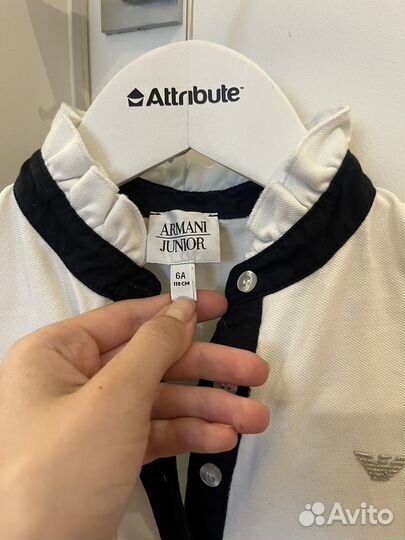 Attribute
ARMANI
JUNIOR
6A
118 CM
Avito